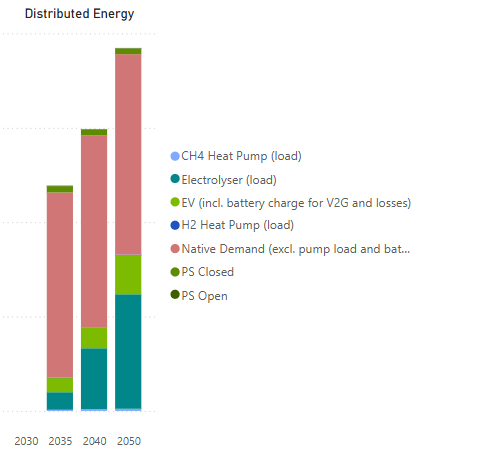 Distributed Energy
CH4 Heat Pump (load)
Electrolyser (load)
EV (incl. battery charge for V2G and losses)
H2 Heat Pump (load)
Native Demand (excl. pump load and bat...
PS Closed
PS Open
2030 2035 2040 2050